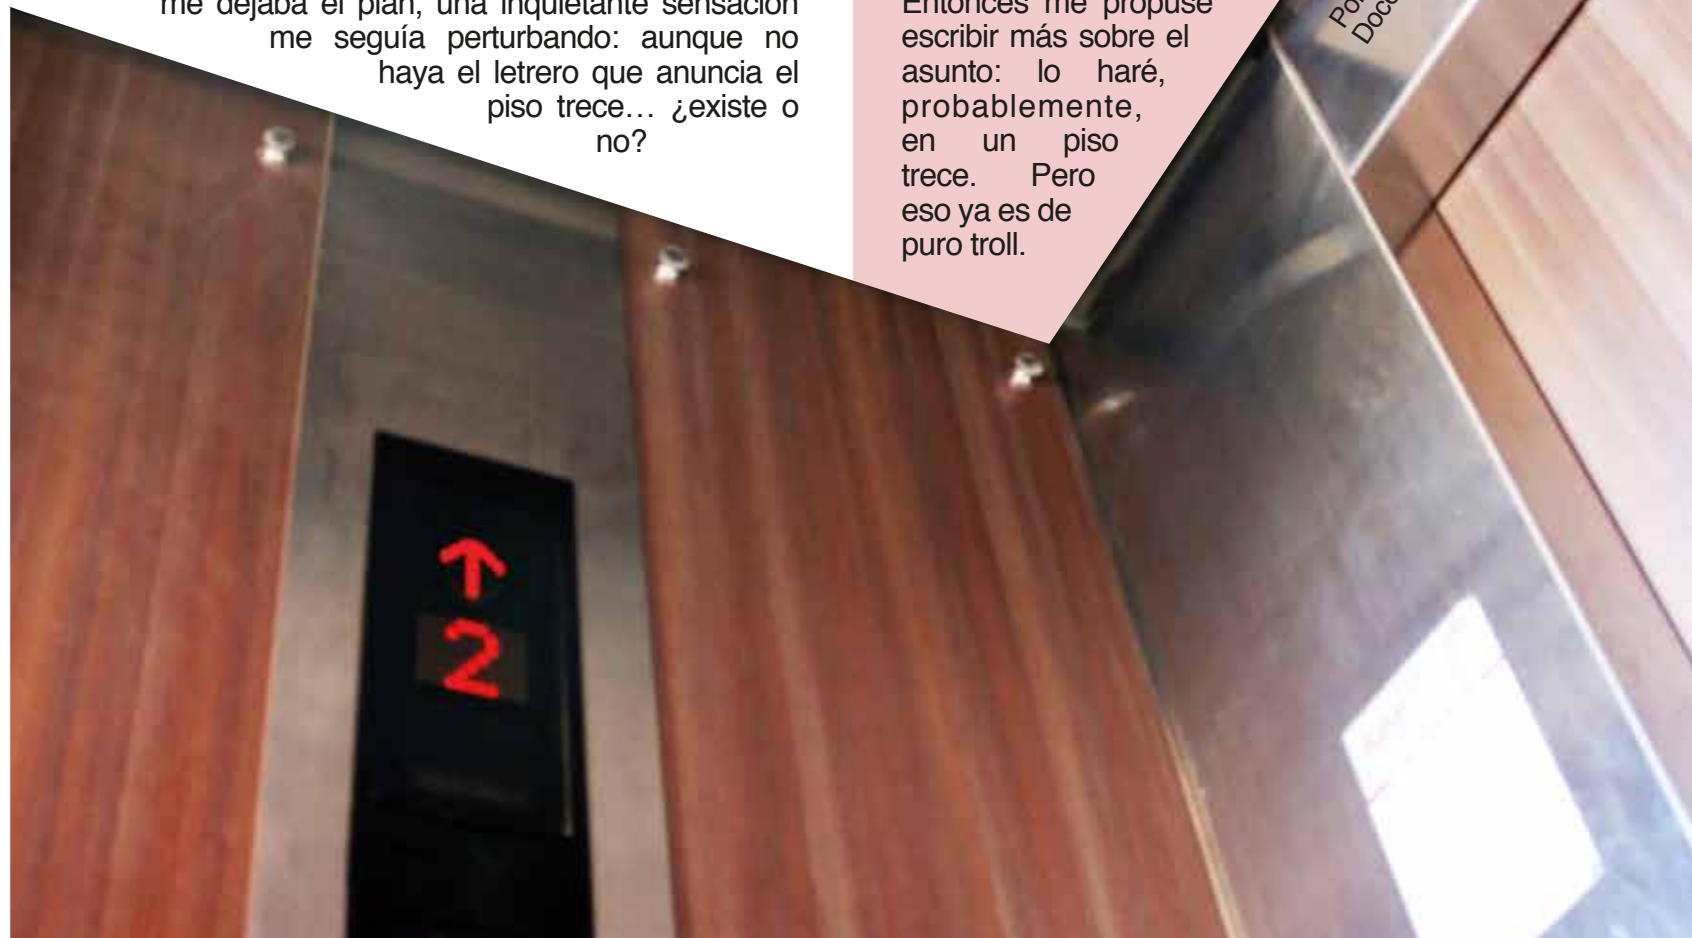 me dejaba el plan, una inquietante sensación
me seguía perturbando: aunque no
haya el letrero que anuncia el
piso trece… ¿existe o
no?
Entonces me propuse
escribir más sobre el
asunto: lo haré,
probablemente,
en un piso
trece. Pero
eso ya es de
puro troll.
↑
2